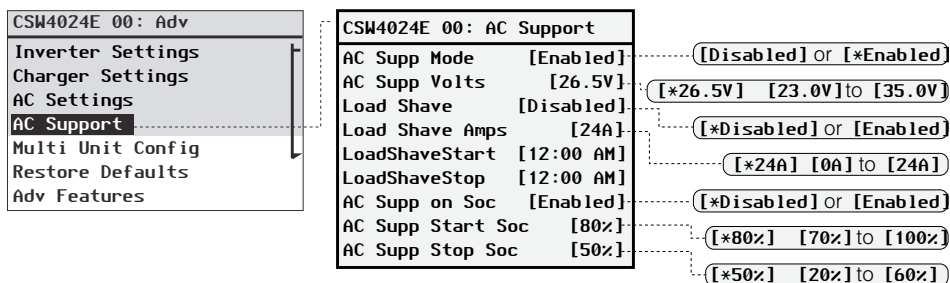 CSW4024E 00: Adv
Inverter Settings
Charger Settings
AC Settings
AC Support
Multi Unit Config
Restore Defaults
Adv Features
CSW4024E 00: AC Support
AC Supp Mode [Enabled]
AC Supp Volts [26.5V]
Load Shave [Disabled]
Load Shave Amps [24A]
LoadShaveStart [12:00 AM]
LoadShaveStop [12:00 AM]
AC Supp on Soc [Enabled]
AC Supp Start Soc [80%]
AC Supp Stop Soc [50%]
[Disabled] or [*Enabled]
[*26.5V] [23.0V] to [35.0V]
[*Disabled] or [Enabled]
[*24A] [0A] to [24A]
[*Disabled] or [Enabled]
[*80%] [70%] to [100%]
[*50%] [20%] to [60%]